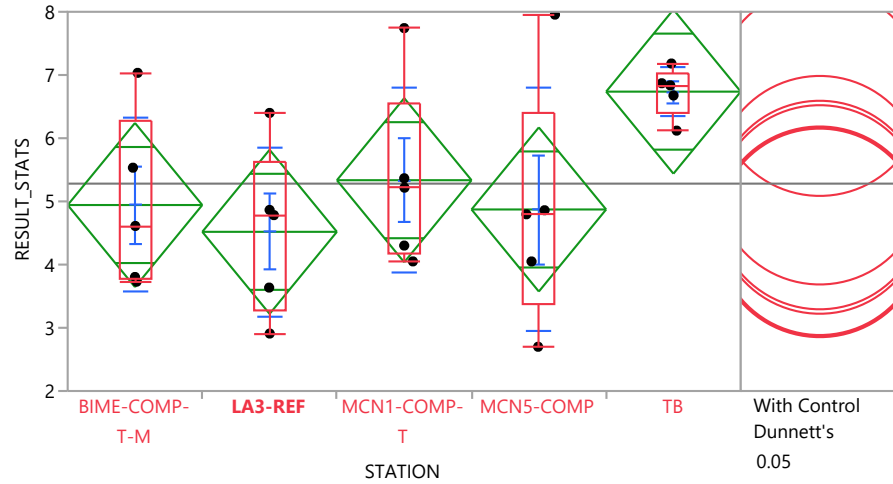 8
7
6
5
4
3
2
RESULT_STATS
BIME-COMP-
T-M
LA3-REF
MCN1-COMP-
T
MCN5-COMP
TB
With Control
Dunnett's
0.05
STATION